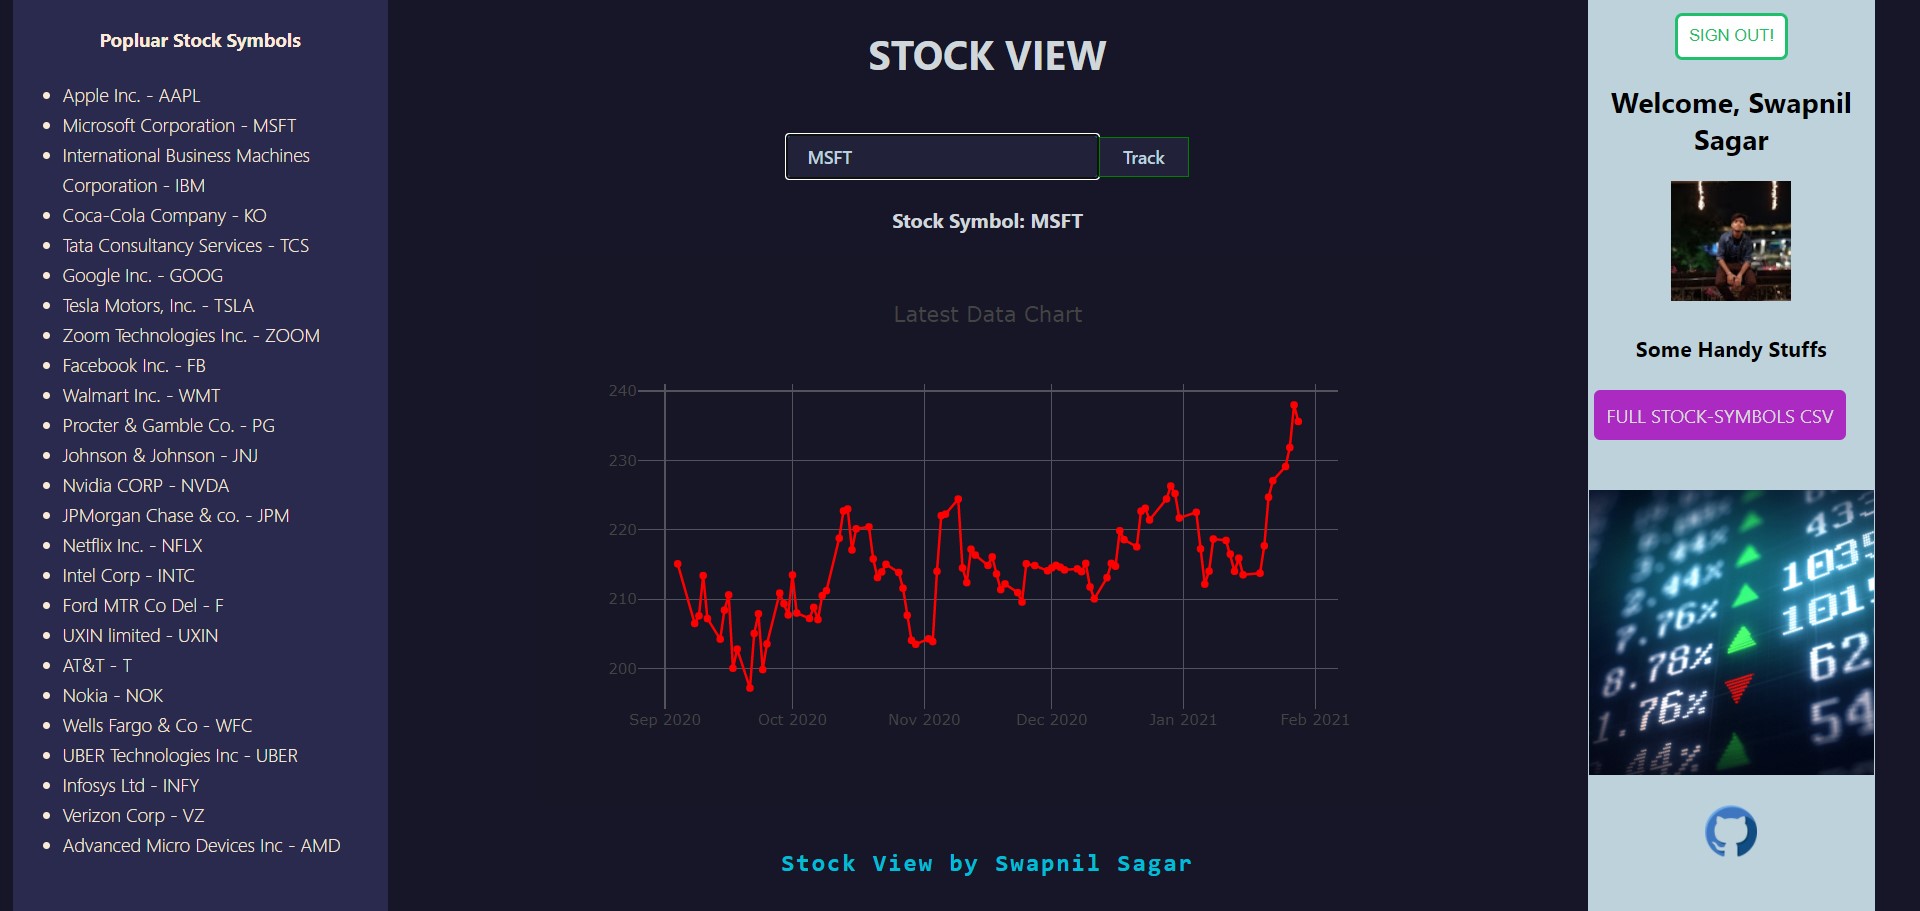 Popluar Stock Symbols
Apple Inc. - AAPL
Microsoft Corporation - MSFT
International Business Machines
Corporation - IBM
Coca-Cola Company - KO
Tata Consultancy Services - TCS
Google Inc. - GOOG
Tesla Motors, Inc. - TSLA
Zoom Technologies Inc. - ZOOM
Facebook Inc. - FB
Walmart Inc. - WMT
Procter & Gamble Co. - PG
Johnson & Johnson - JNJ
Nvidia CORP - NVDA
JPMorgan Chase & co. - JPM
Netflix Inc. - NFLX
Intel Corp - INTC
Ford MTR Co Del - F
UXIN limited - UXIN
AT&T - T
Nokia - NOK
Wells Fargo & Co - WFC
UBER Technologies Inc - UBER
Infosys Ltd - INFY
Verizon Corp - VZ
Advanced Micro Devices Inc - AMD
STOCK VIEW
MSFT Track
Stock Symbol: MSFT
Latest Data Chart
240
230
220
210
200
Sep 2020 Oct 2020 Nov 2020 Dec 2020 Jan 2021 Feb 2021
Stock View by Swapnil Sagar
SIGN OUT!
Welcome, Swapnil
Sagar
Some Handy Stuffs
FULL STOCK-SYMBOLS CSV
433
3.44%
2.44% 1035
7.76% 1015
8.78% 62
1.76% 54
44%